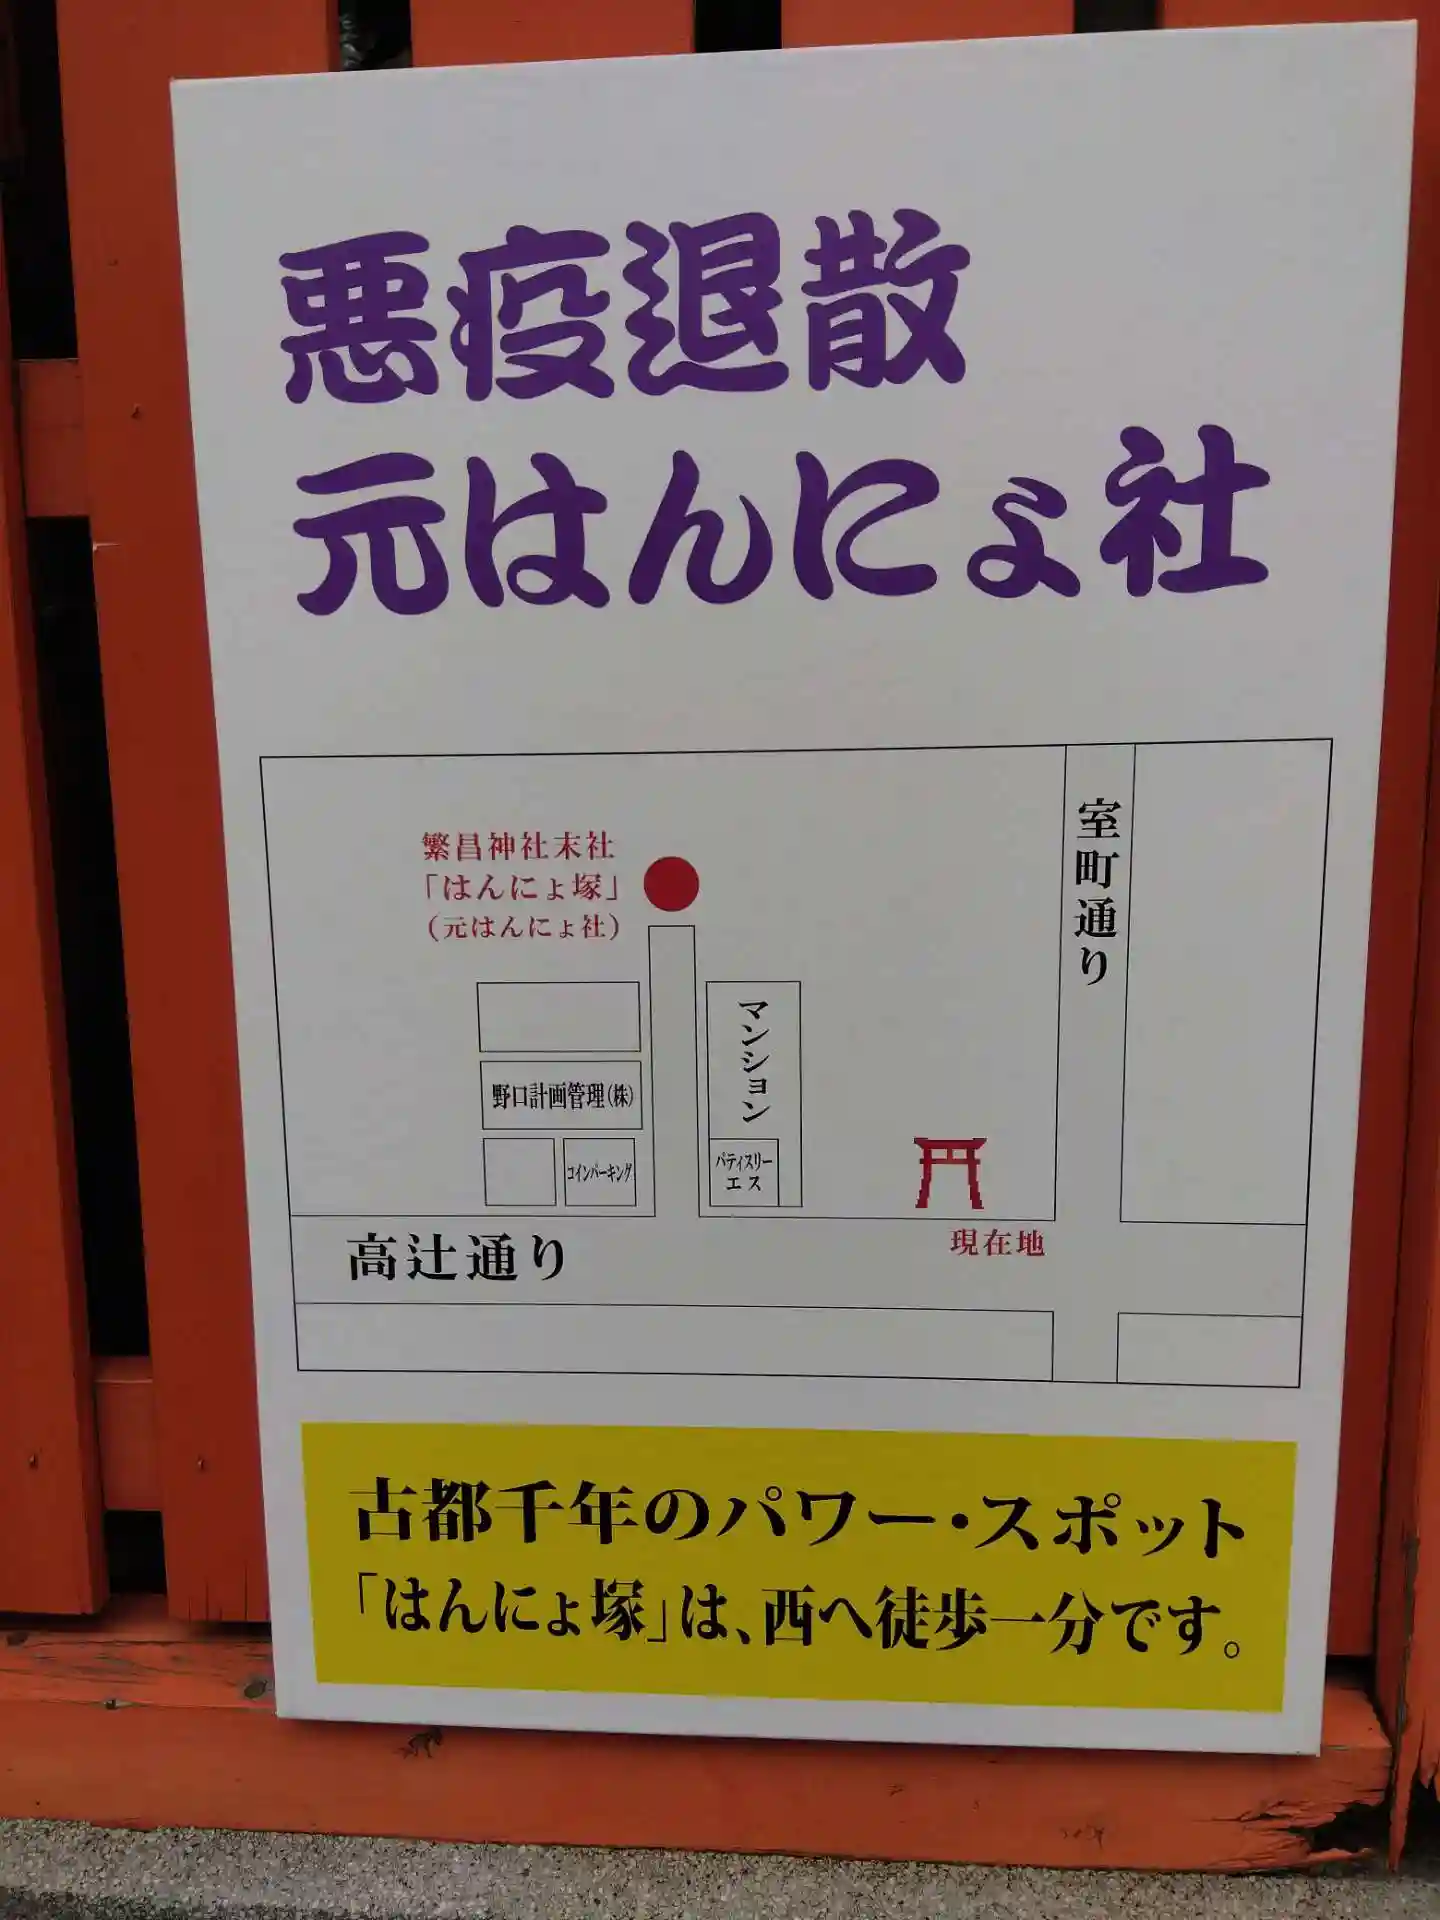 悪疫退散
元はんにょ社
室町通り
繁昌神社末社
「はんにょ塚」
(元はんにょ社)
マンション
野口計画管理(株)
コインパーキング
パティスリー
エス
現在地
高辻通り
古都千年のパワー・スポット
「はんにょ塚」は、西へ徒歩一分です。